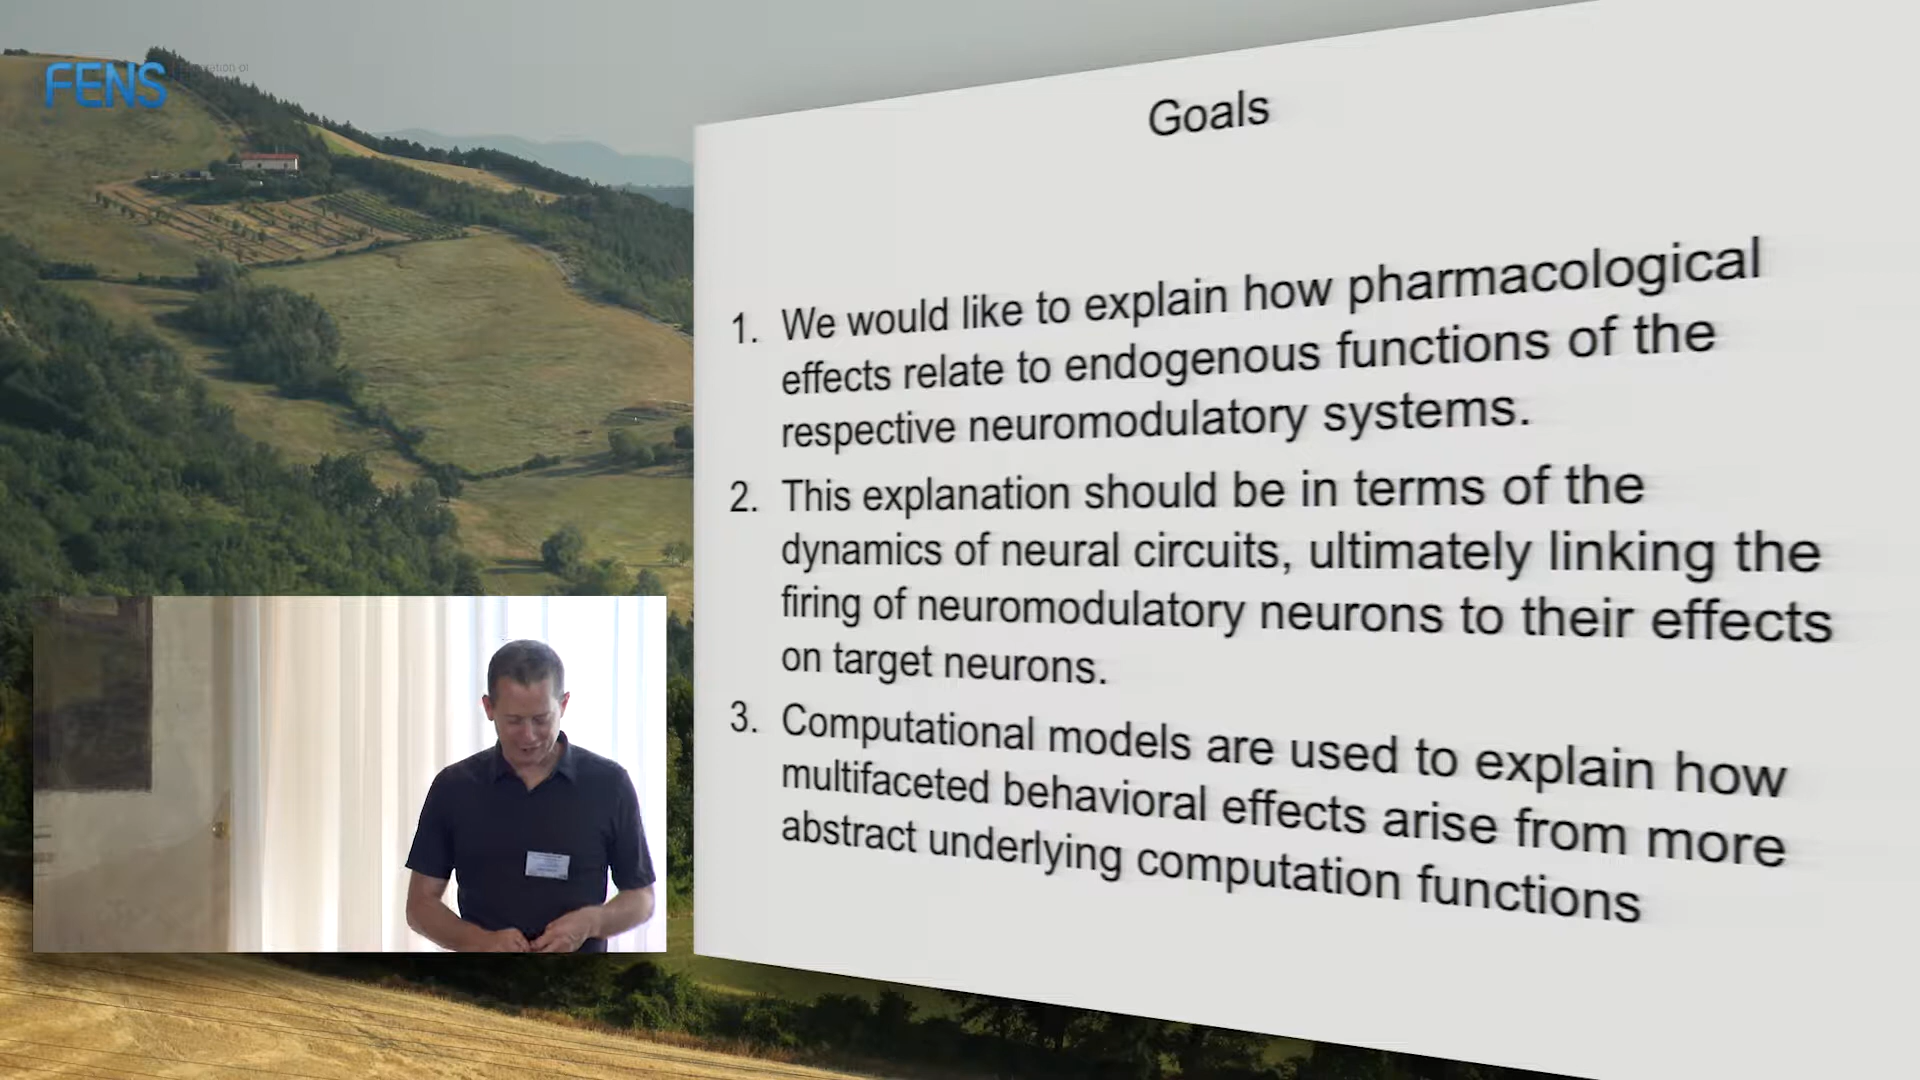 FENS
Goals
1. We would like to explain how pharmacological
effects relate to endogenous functions of the
respective neuromodulatory systems.
2. This explanation should be in terms of the
dynamics of neural circuits, ultimately linking the
firing of neuromodulatory neurons to their effects
on target neurons.
3. Computational models are used to explain how
multifaceted behavioral effects arise from more
abstract underlying computation functions